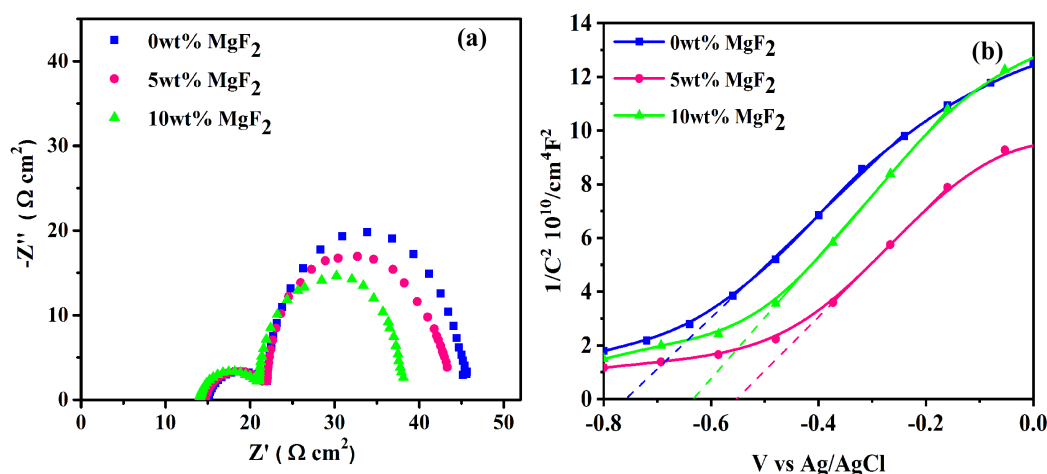 (a)
0wt% MgF2
5wt% MgF2
10wt% MgF2
-Z'' ( Ω cm2)
40
30
20
10
0
0 10 20 30 40 50
Z' ( Ω cm2)
(b)
0wt% MgF2
5wt% MgF2
10wt% MgF2
1/C2 1010/cm4F2
14
12
10
8
6
4
2
0
-0.8 -0.6 -0.4 -0.2 0.0
V vs Ag/AgCl